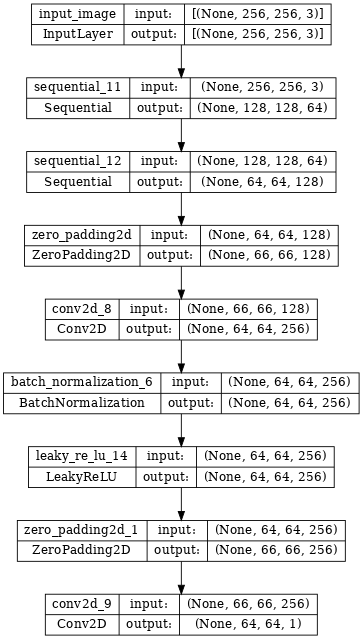 input_image input: [(None, 256, 256, 3)]
InputLayer output: [(None, 256, 256, 3)]
sequential_11 input: (None, 256, 256, 3)
Sequential output: (None, 128, 128, 64)
sequential_12 input: (None, 128, 128, 64)
Sequential output: (None, 64, 64, 128)
zero_padding2d input: (None, 64, 64, 128)
ZeroPadding2D output: (None, 66, 66, 128)
conv2d_8 input: (None, 66, 66, 128)
Conv2D output: (None, 64, 64, 256)
batch_normalization_6 input: (None, 64, 64, 256)
BatchNormalization output: (None, 64, 64, 256)
leaky_re_lu_14 input: (None, 64, 64, 256)
LeakyReLU output: (None, 64, 64, 256)
zero_padding2d_1 input: (None, 64, 64, 256)
ZeroPadding2D output: (None, 66, 66, 256)
conv2d_9 input: (None, 66, 66, 256)
Conv2D output: (None, 64, 64, 1)